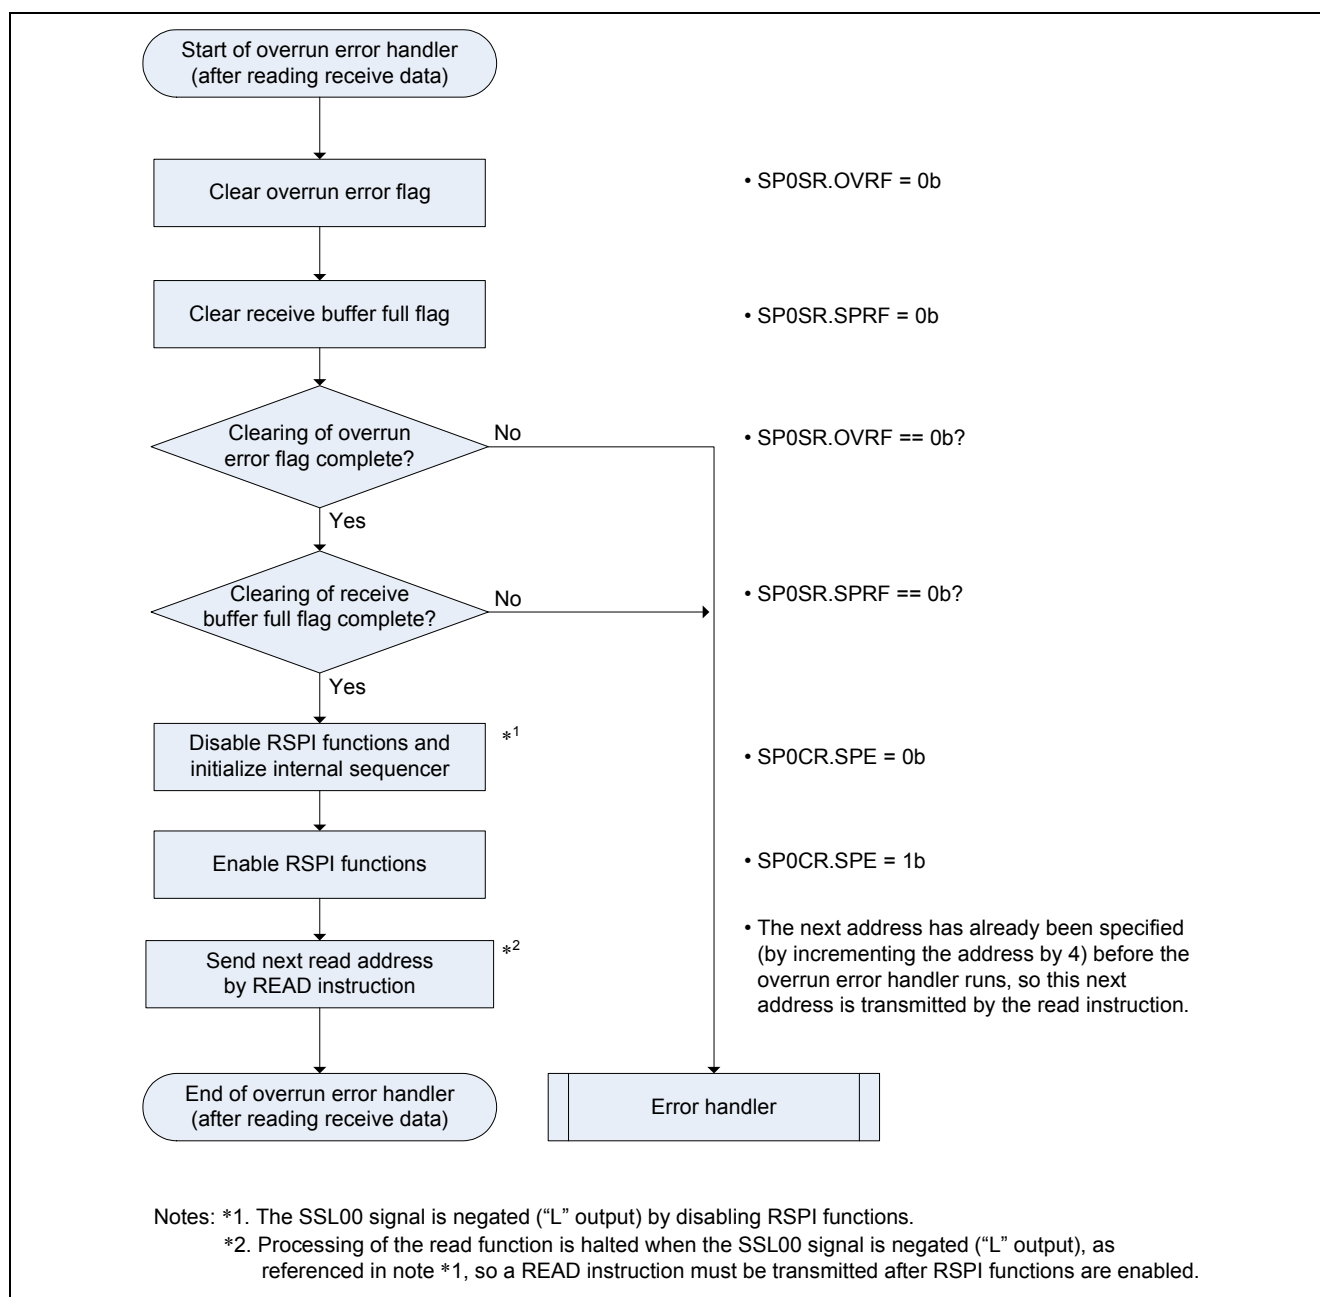 Start of overrun error handler
(after reading receive data)
Clear overrun error flag
• SP0SR.OVRF = 0b
Clear receive buffer full flag
• SP0SR.SPRF = 0b
Clearing of overrun
error flag complete?
No
• SP0SR.OVRF == 0b?
Yes
Clearing of receive
buffer full flag complete?
No
• SP0SR.SPRF == 0b?
Yes
Disable RSPI functions and
initialize internal sequencer
*1
• SP0CR.SPE = 0b
Enable RSPI functions
• SP0CR.SPE = 1b
Send next read address
by READ instruction
*2
• The next address has already been specified
(by incrementing the address by 4) before the
overrun error handler runs, so this next
address is transmitted by the read instruction.
End of overrun error handler
(after reading receive data)
Error handler
Notes: *1. The SSL00 signal is negated (“L” output) by disabling RSPI functions.
*2. Processing of the read function is halted when the SSL00 signal is negated (“L” output), as
referenced in note *1, so a READ instruction must be transmitted after RSPI functions are enabled.